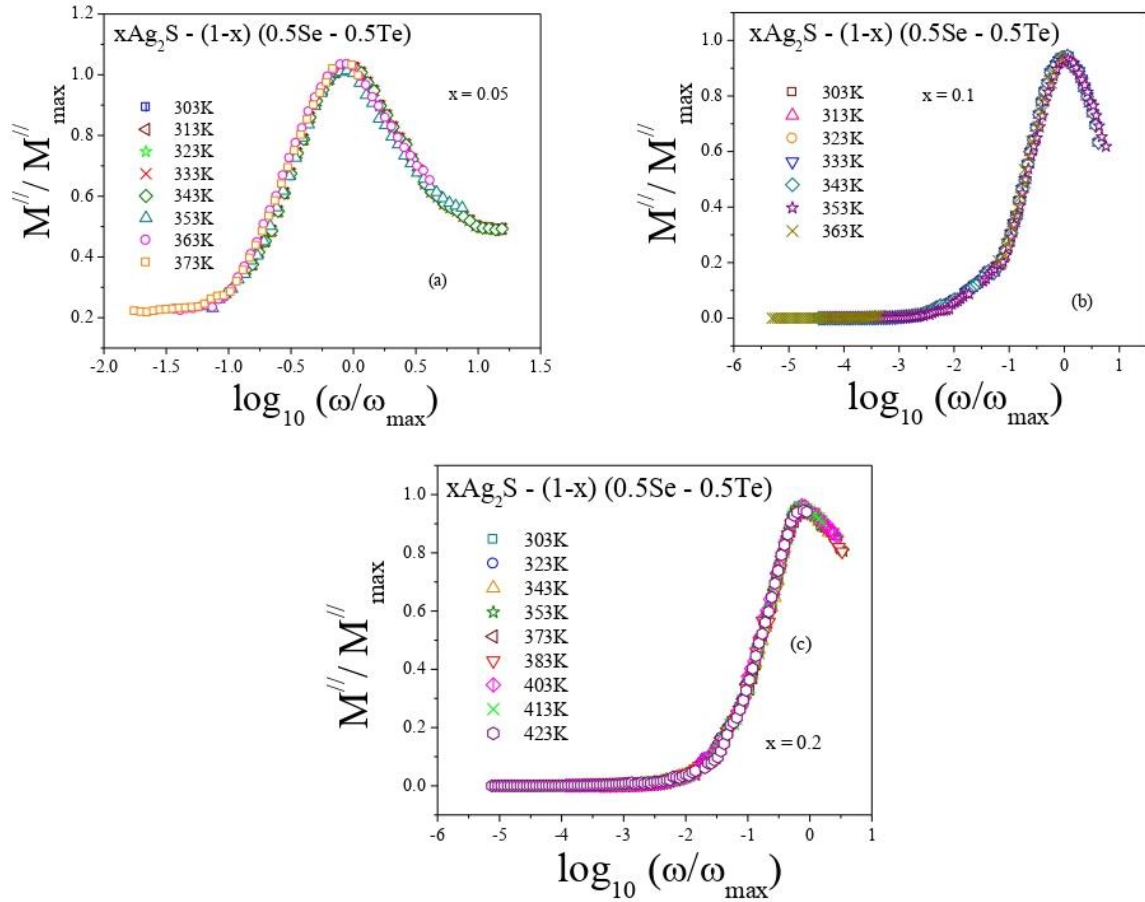 xAg₂S - (1-x) (0.5Se - 0.5Te)
x = 0.05
303K
313K
323K
333K
343K
353K
363K
373K
(a)
M''/ M''max
1.2
1.0
0.8
0.6
0.4
0.2
-2.0 -1.5 -1.0 -0.5 0.0 0.5 1.0 1.5
log₁₀ (ω/ωmax)
xAg₂S - (1-x) (0.5Se - 0.5Te)
x = 0.1
303K
313K
323K
333K
343K
353K
363K
(b)
M''/ M''max
1.0
0.8
0.6
0.4
0.2
0.0
-6 -5 -4 -3 -2 -1 0 1
log₁₀ (ω/ωmax)
xAg₂S - (1-x) (0.5Se - 0.5Te)
303K
323K
343K
353K
373K
383K
403K
413K
423K
(c)
x = 0.2
M''/ M''max
1.0
0.8
0.6
0.4
0.2
0.0
-6 -5 -4 -3 -2 -1 0 1
log₁₀ (ω/ωmax)